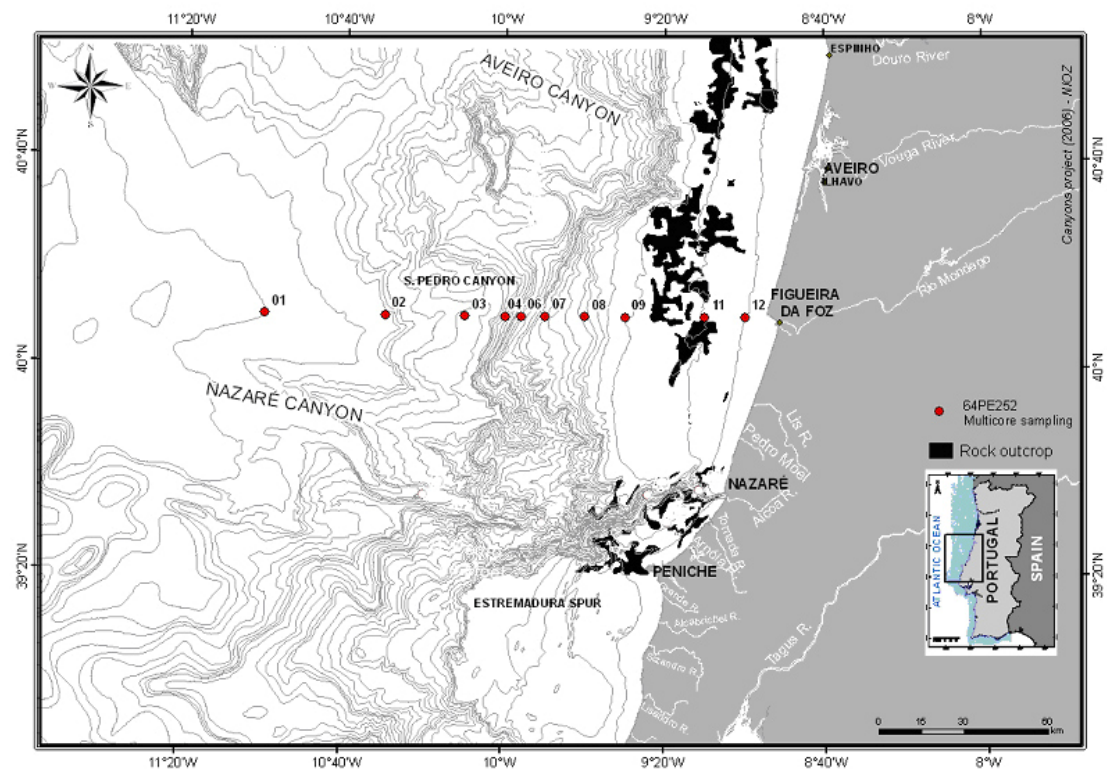 11°20'W 10°40'W 10°W 9°20'W 8°40'W 8°W
N
W E
S
AVEIRO CANYON
ESPINHO
Douro River
Canyons project (2006) - NIOZ
40°40'N
40°40'N
Vouga River
AVEIRO
ILHAVO
Rio Mondego
S. PEDRO CANYON
01 02 03 04 06 07 08 09 11 12
FIGUEIRA
DA FOZ
40°N
40°N
NAZARÉ CANYON
64PE252
Multicore sampling
Rock outcrop
Lis R.
Pedro Moel
NAZARÉ
Alcoa R.
PENICHE
39°20'N
39°20'N
ESTREMADURA SPUR
Grande R.
Alcabrichel R.
Sizandro R.
Tagus R.
ATLANTIC OCEAN
PORTUGAL
SPAIN
0 15 30 60
km
11°20'W 10°40'W 10°W 9°20'W 8°40'W 8°W